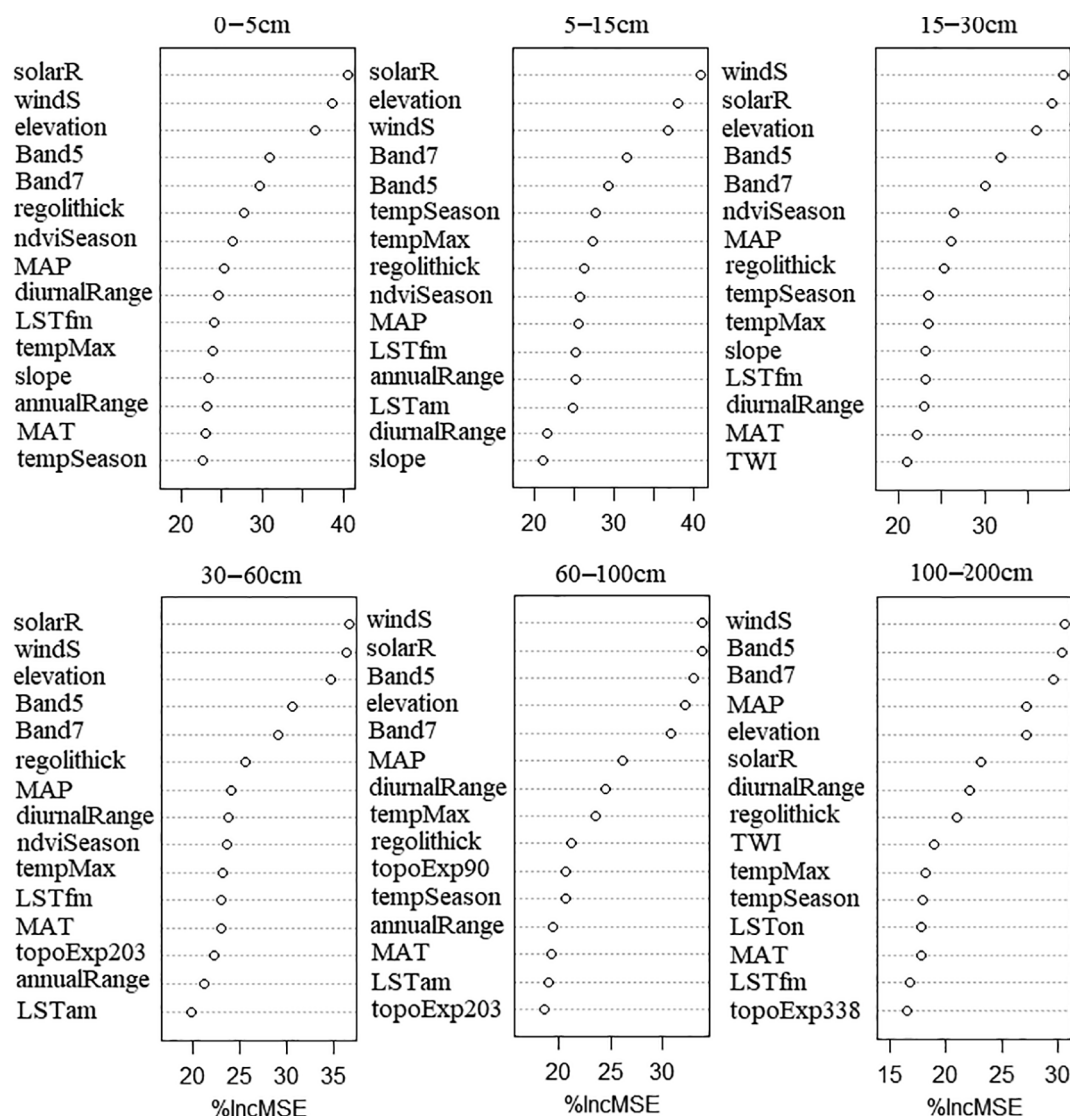 0–5cm
solarR
windS
elevation
Band5
Band7
regolithick
ndviSeason
MAP
diurnalRange
LSTfm
tempMax
slope
annualRange
MAT
tempSeason
20 30 40
5–15cm
solarR
elevation
windS
Band7
Band5
tempSeason
tempMax
regolithick
ndviSeason
MAP
LSTfm
annualRange
LSTam
diurnalRange
slope
20 30 40
15–30cm
windS
solarR
elevation
Band5
Band7
ndviSeason
MAP
regolithick
tempSeason
tempMax
slope
LSTfm
diurnalRange
MAT
TWI
20 30
30–60cm
solarR
windS
elevation
Band5
Band7
regolithick
MAP
diurnalRange
ndviSeason
tempMax
LSTfm
MAT
topoExp203
annualRange
LSTam
20 25 30 35
%IncMSE
60–100cm
windS
solarR
Band5
elevation
Band7
MAP
diurnalRange
tempMax
regolithick
topoExp90
tempSeason
annualRange
MAT
LSTam
topoExp203
20 25 30
%IncMSE
100–200cm
windS
Band5
Band7
MAP
elevation
solarR
diurnalRange
regolithick
TWI
tempMax
tempSeason
LSTon
MAT
LSTfm
topoExp338
15 20 25 30
%IncMSE